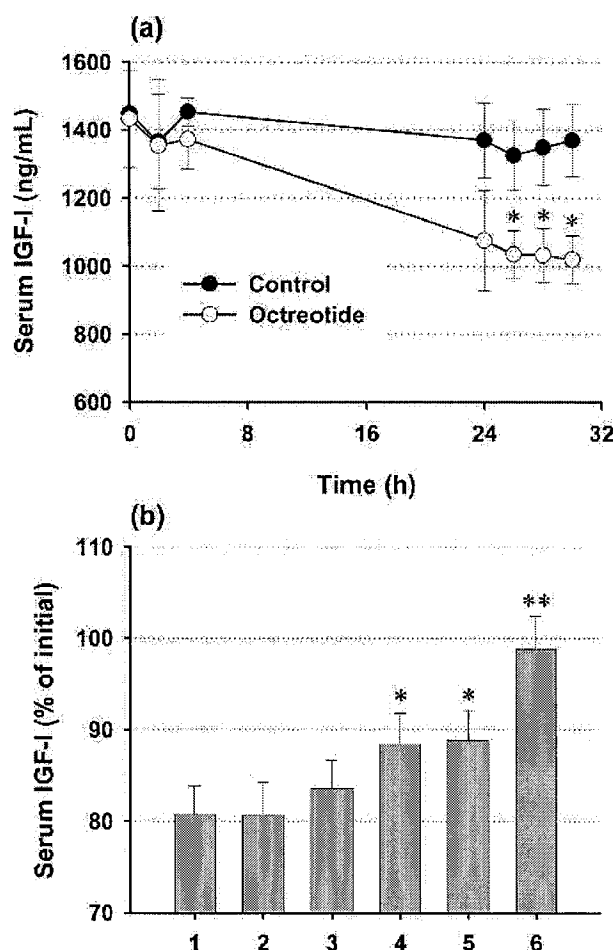 (a)
Serum IGF-I (ng/mL)
1600
1400
1200
1000
800
600
* * *
Control
Octreotide
0 8 16 24 32
Time (h)
(b)
Serum IGF-I (% of initial)
110
100
90
80
70
* * **
1 2 3 4 5 6